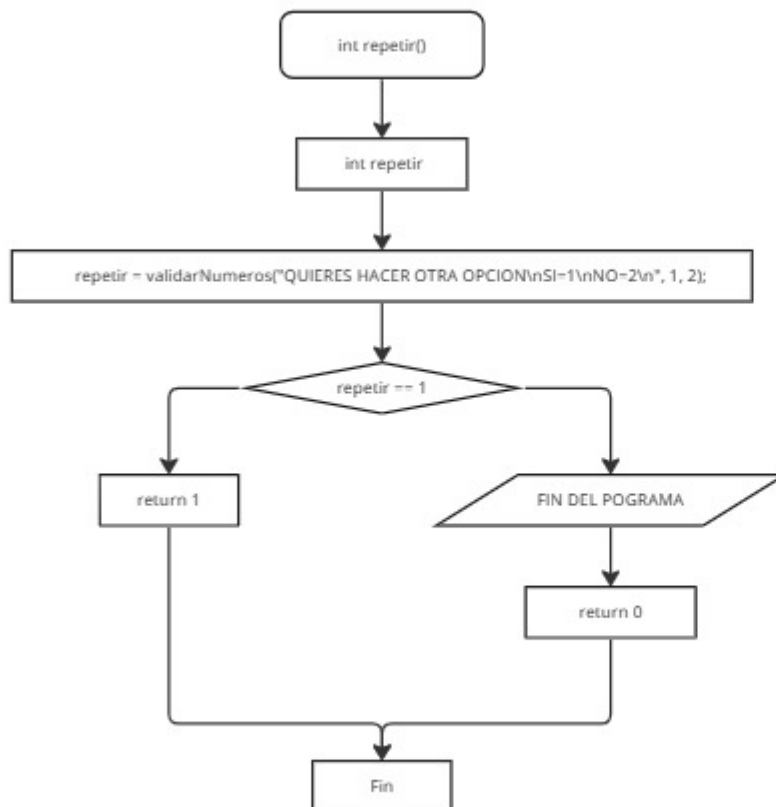 int repetir()
int repetir
repetir = validarNumeros("QUIERES HACER OTRA OPCION\nSI=1\nNO=2\n", 1, 2);
repetir == 1
return 1
FIN DEL POGRAMA
return 0
Fin